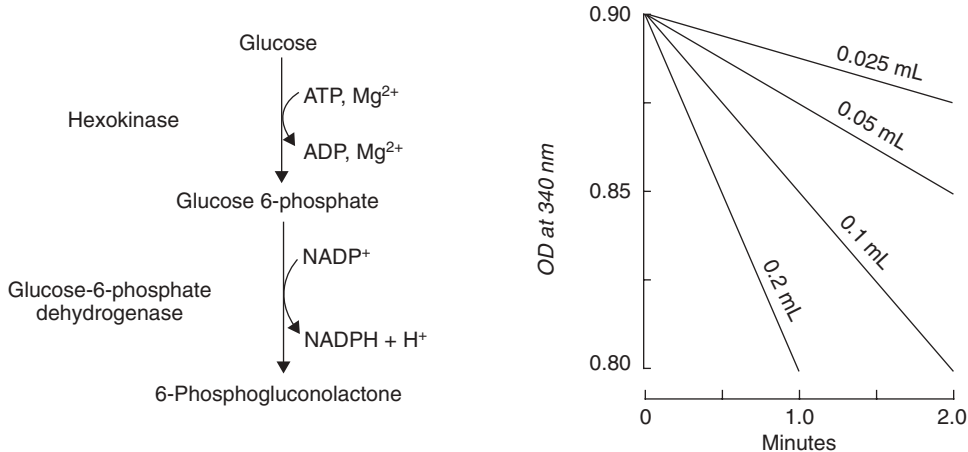 Glucose
Hexokinase
ATP, Mg²⁺
ADP, Mg²⁺
Glucose 6-phosphate
Glucose-6-phosphate
dehydrogenase
NADP⁺
NADPH + H⁺
6-Phosphogluconolactone
OD at 340 nm
0.90
0.85
0.80
0.025 mL
0.05 mL
0.1 mL
0.2 mL
0
1.0
2.0
Minutes